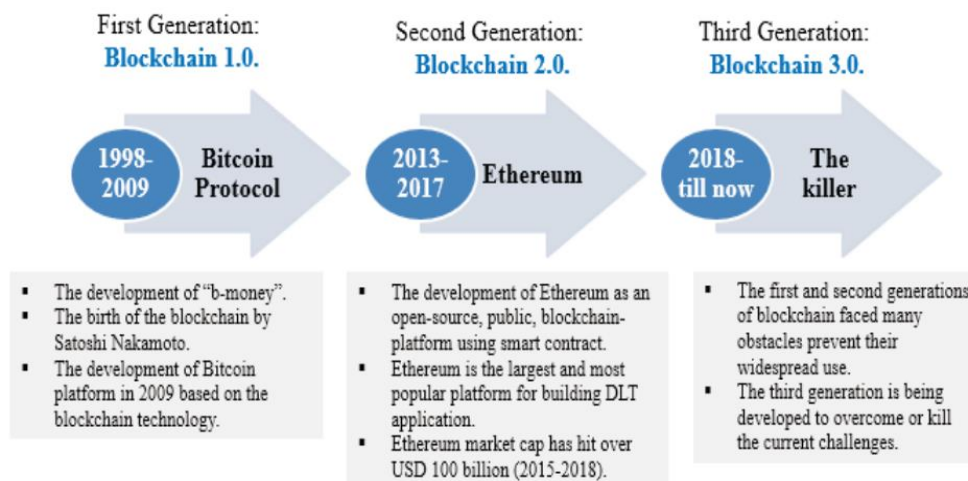 First Generation:
Blockchain 1.0.
1998-
2009
Bitcoin
Protocol
▪ The development of “b-money”.
▪ The birth of the blockchain by
Satoshi Nakamoto.
▪ The development of Bitcoin
platform in 2009 based on the
blockchain technology.
Second Generation:
Blockchain 2.0.
2013-
2017
Ethereum
▪ The development of Ethereum as an
open-source, public, blockchain-
platform using smart contract.
▪ Ethereum is the largest and most
popular platform for building DLT
application.
▪ Ethereum market cap has hit over
USD 100 billion (2015-2018).
Third Generation:
Blockchain 3.0.
2018-
till now
The
killer
▪ The first and second generations
of blockchain faced many
obstacles prevent their
widespread use.
▪ The third generation is being
developed to overcome or kill
the current challenges.